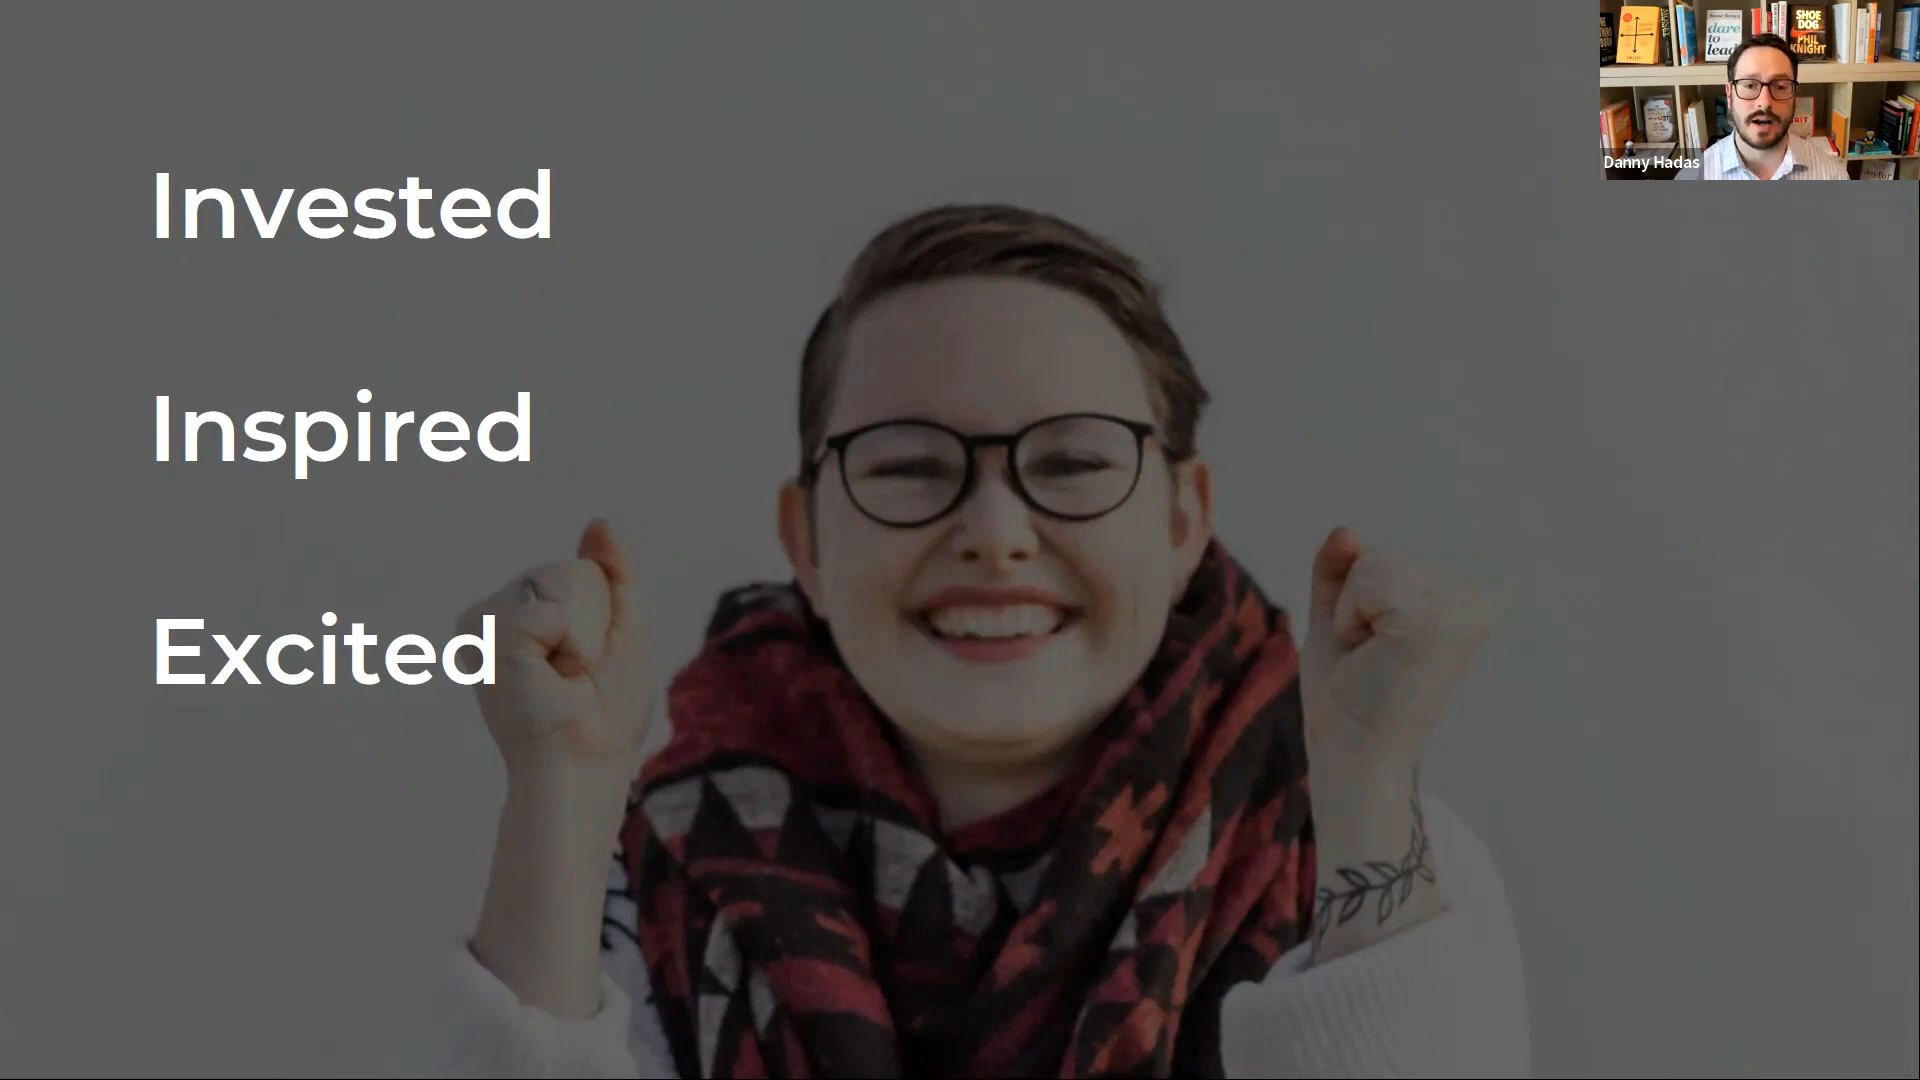 Invested
Inspired
Excited
SHOE
DOG
PHIL
KNIGHT
dare
to
lead
Danny Hadas